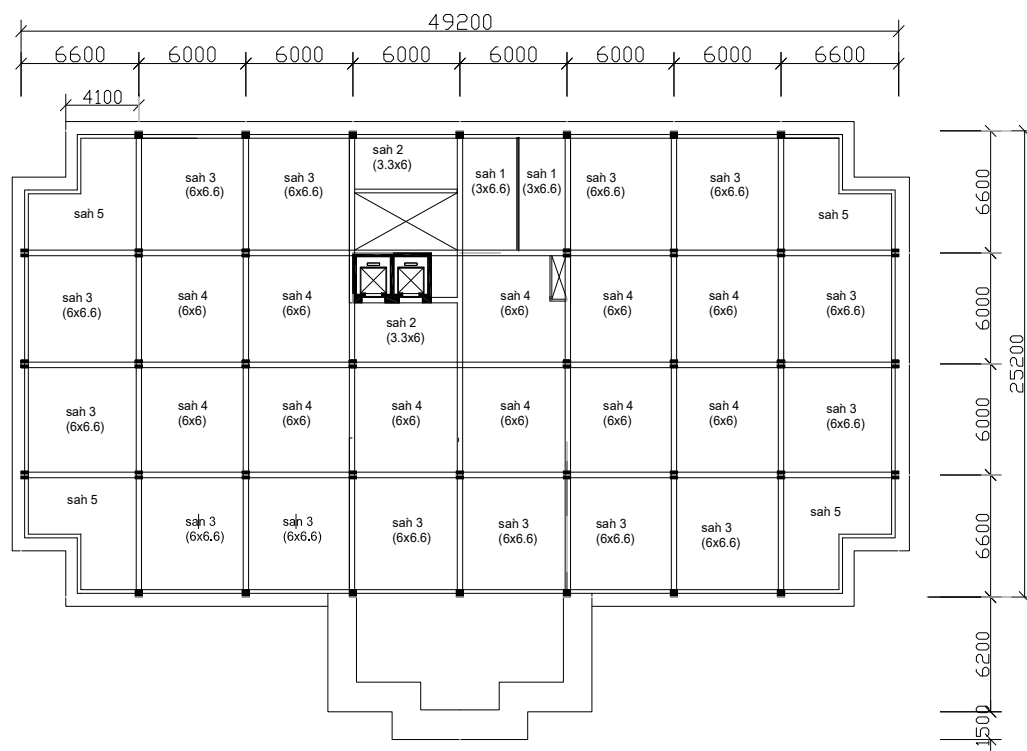 49200
6600 6000 6000 6000 6000 6000 6000 6600
4100
sah 2
(3.3x6)
sah 3
(6x6.6)
sah 3
(6x6.6)
sah 1
(3x6.6)
sah 1
(3x6.6)
sah 3
(6x6.6)
sah 3
(6x6.6)
sah 5
sah 5
6600
sah 3
(6x6.6)
sah 4
(6x6)
sah 4
(6x6)
sah 2
(3.3x6)
sah 4
(6x6)
sah 4
(6x6)
sah 4
(6x6)
sah 3
(6x6.6)
6000
25200
sah 3
(6x6.6)
sah 4
(6x6)
sah 4
(6x6)
sah 4
(6x6)
sah 4
(6x6)
sah 4
(6x6)
sah 4
(6x6)
sah 3
(6x6.6)
6000
sah 5
sah 3
(6x6.6)
sah 3
(6x6.6)
sah 3
(6x6.6)
sah 3
(6x6.6)
sah 3
(6x6.6)
sah 3
(6x6.6)
sah 5
6600
6200
1500